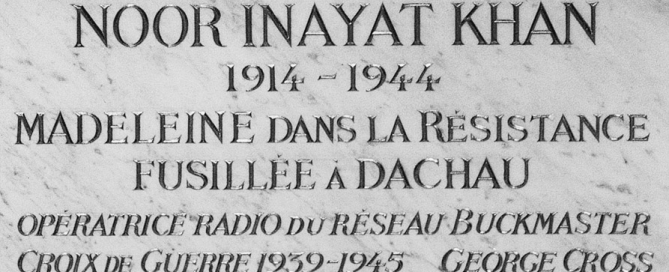 NOOR INAYAT KHAN
1914 - 1944
MADELEINE DANS LA RÉSISTANCE
FUSILLÉE À DACHAU
OPÉRATRICE RADIO DU RÉSEAU BUCKMASTER
CROIX DE GUERRE 1939-1945 GEORGE CROSS